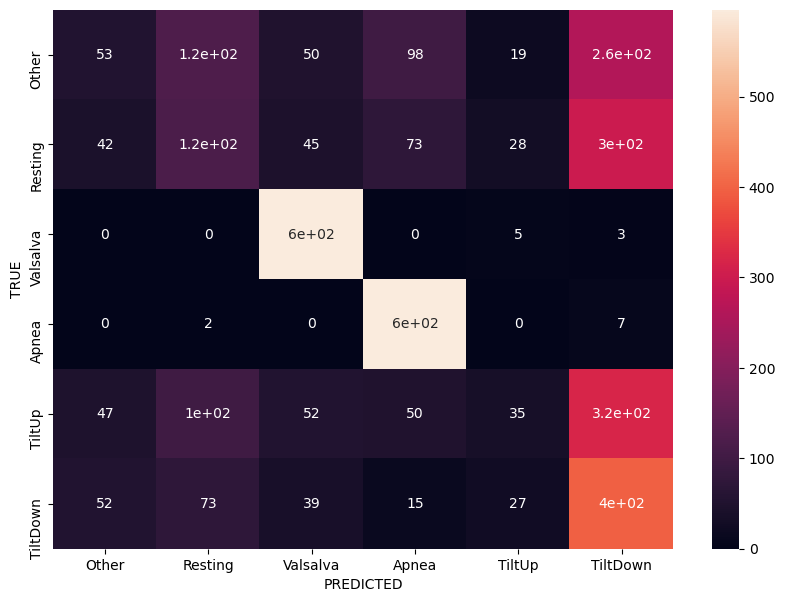 Other 53 1.2e+02 50 98 19 2.6e+02
Resting 42 1.2e+02 45 73 28 3e+02
Valsalva 0 0 6e+02 0 5 3
Apnea 0 2 0 6e+02 0 7
TiltUp 47 1e+02 52 50 35 3.2e+02
TiltDown 52 73 39 15 27 4e+02
TRUE
Other Resting Valsalva Apnea TiltUp TiltDown
PREDICTED
500
400
300
200
100
0